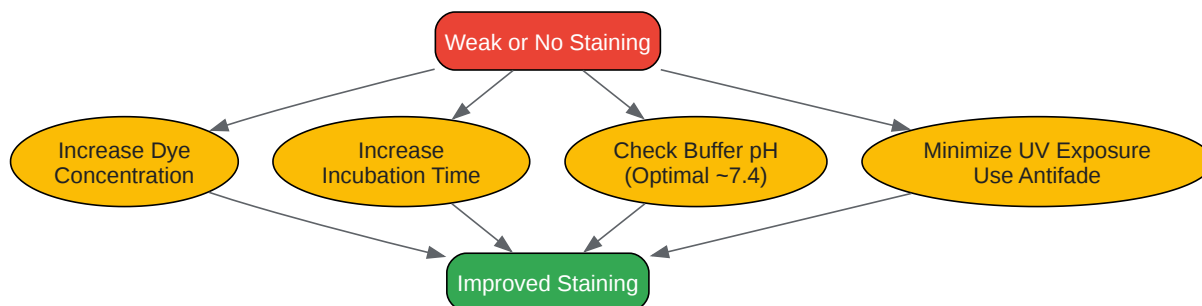 Weak or No Staining
Increase Dye
Concentration
Increase
Incubation Time
Check Buffer pH
(Optimal ~7.4)
Minimize UV Exposure
Use Antifade
Improved Staining